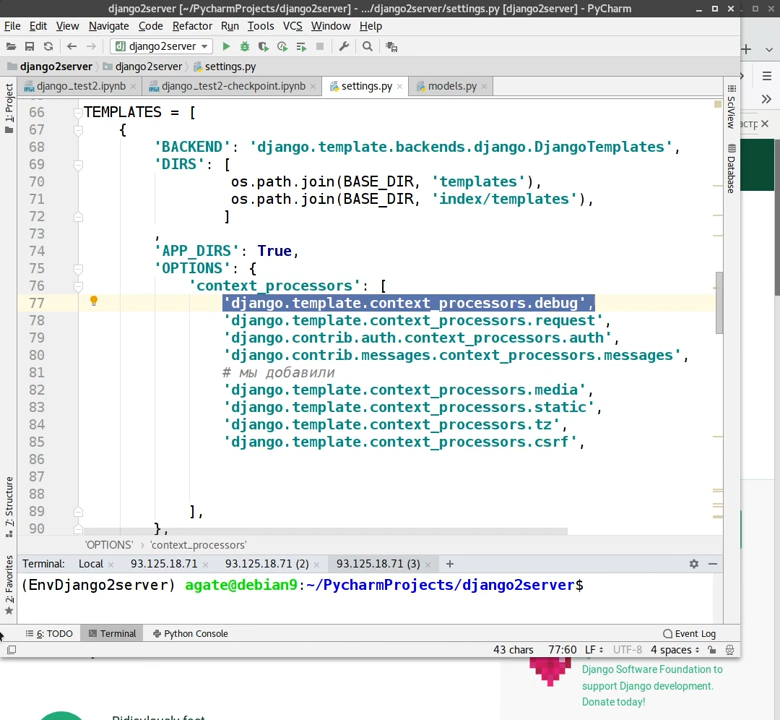 django2server [~/PycharmProjects/django2server] - .../django2server/settings.py [django2server] - PyCharm
File Edit View Navigate Code Refactor Run Tools VCS Window Help
django2server
django2server django2server settings.py
django_test2.ipynb django_test2-checkpoint.ipynb settings.py models.py
1: Project
7: Structure
2: Favorites
SciView
Database
66 TEMPLATES = [
67 {
68 'BACKEND': 'django.template.backends.django.DjangoTemplates',
69 'DIRS': [
70 os.path.join(BASE_DIR, 'templates'),
71 os.path.join(BASE_DIR, 'index/templates'),
72 ]
73 ,
74 'APP_DIRS': True,
75 'OPTIONS': {
76 'context_processors': [
77 'django.template.context_processors.debug',
78 'django.template.context_processors.request',
79 'django.contrib.auth.context_processors.auth',
80 'django.contrib.messages.context_processors.messages',
81 # мы добавили
82 'django.template.context_processors.media',
83 'django.template.context_processors.static',
84 'django.template.context_processors.tz',
85 'django.template.context_processors.csrf',
86
87
88
89 ],
90 },
'OPTIONS' › 'context_processors'
Terminal: Local 93.125.18.71 93.125.18.71 (2) 93.125.18.71 (3) +
(EnvDjango2server) agate@debian9:~/PycharmProjects/django2server$
6: TODO Terminal Python Console Event Log
43 chars 77:60 LF UTF-8 4 spaces
Django Software Foundation to
support Django development.
Donate today!
Ridiculously fast